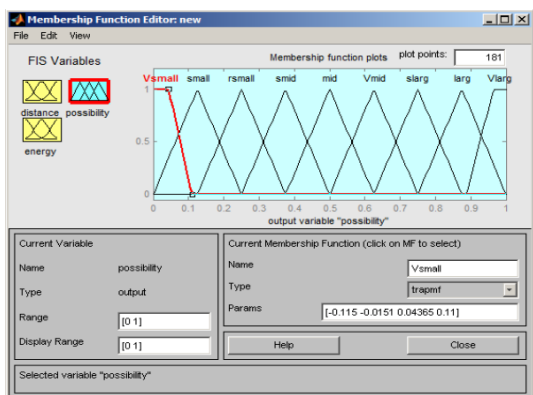 Membership Function Editor: new
File Edit View
FIS Variables
distance possibility
energy
Membership function plots plot points: 181
Vsmall small rsmall smid mid Vmid slarg larg Vlarg
1
0.5
0
0 0.1 0.2 0.3 0.4 0.5 0.6 0.7 0.8 0.9 1
output variable "possibility"
Current Variable
Name possibility
Type output
Range [0 1]
Display Range [0 1]
Current Membership Function (click on MF to select)
Name Vsmall
Type trapmf
Params [-0.115 -0.0151 0.04365 0.11]
Help Close
Selected variable "possibility"